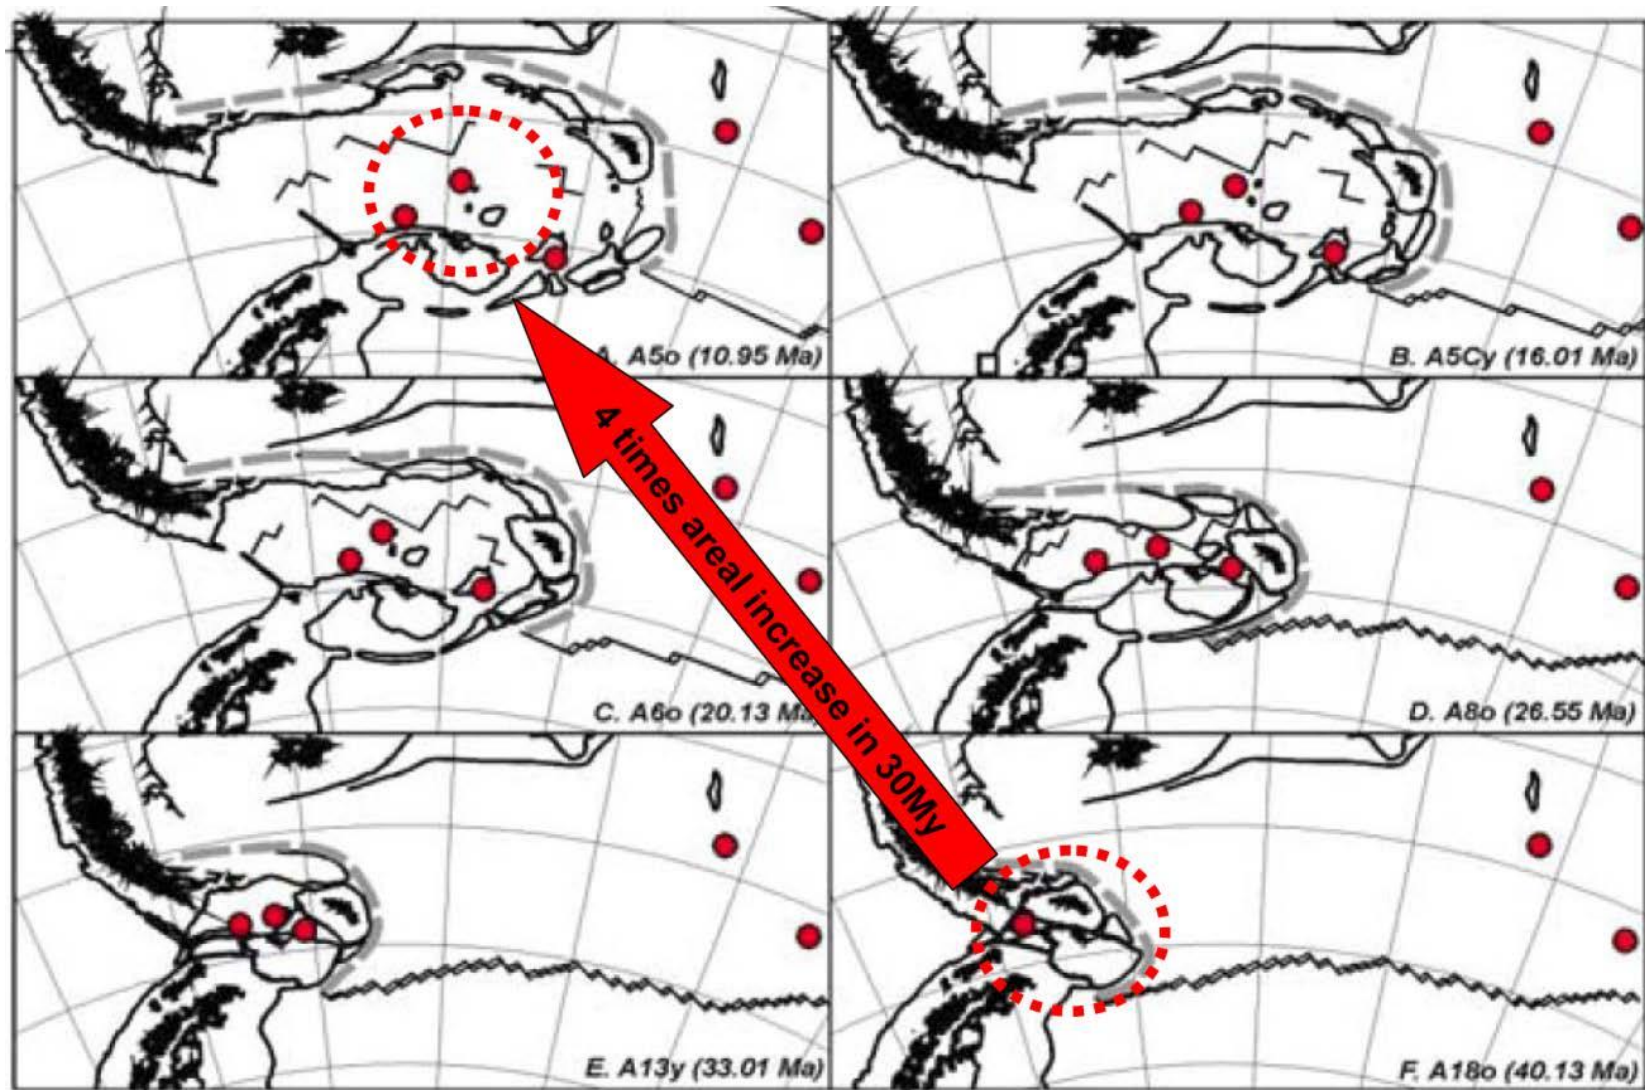 A. A5o (10.95 Ma)
B. A5Cy (16.01 Ma)
4 times areal increase in 30My
C. A6o (20.13 Ma)
D. A8o (26.55 Ma)
E. A13y (33.01 Ma)
F. A18o (40.13 Ma)